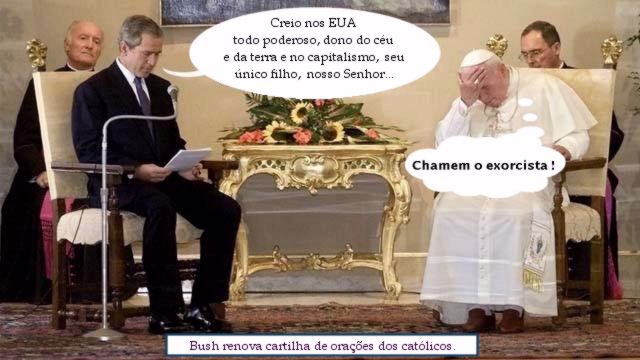 Creio nos EUA
todo poderoso, dono do céu
e da terra e no capitalismo, seu
único filho, nosso Senhor...
Chamem o exorcista !
Bush renova cartilha de orações dos católicos.